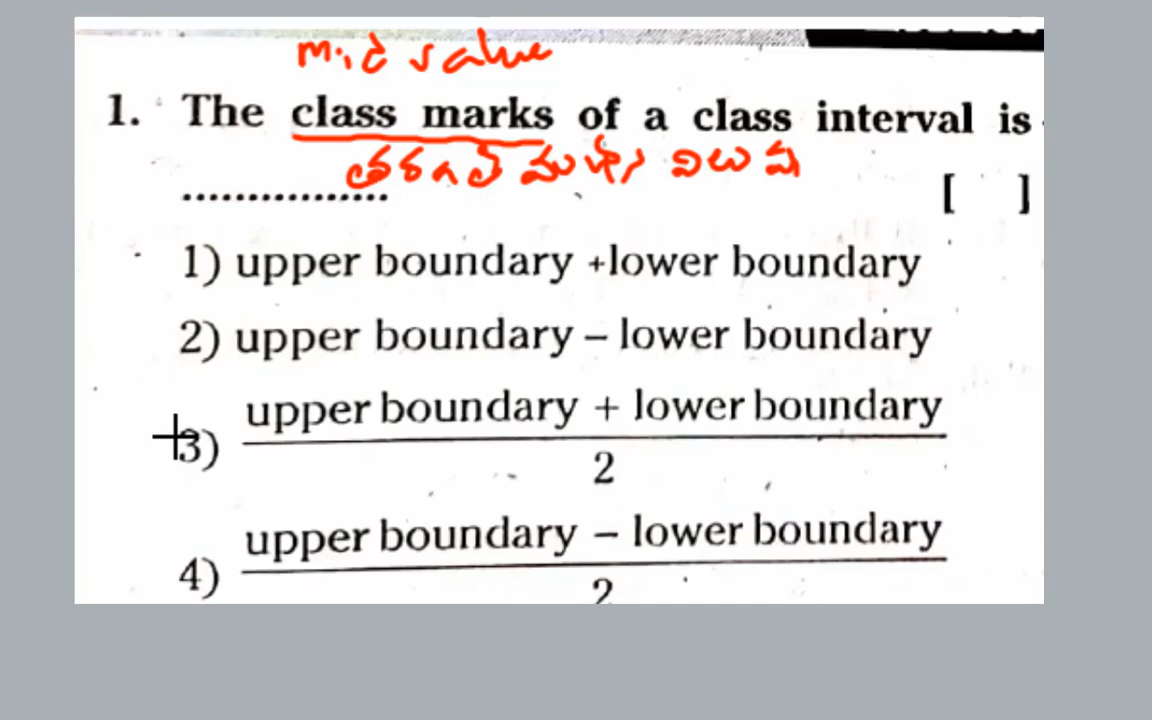 mid value
1. The class marks of a class interval is
తరగతి మధ్య విలువ
................ [ ]
1) upper boundary +lower boundary
2) upper boundary – lower boundary
upper boundary + lower boundary
3)
2
upper boundary – lower boundary
4)
2